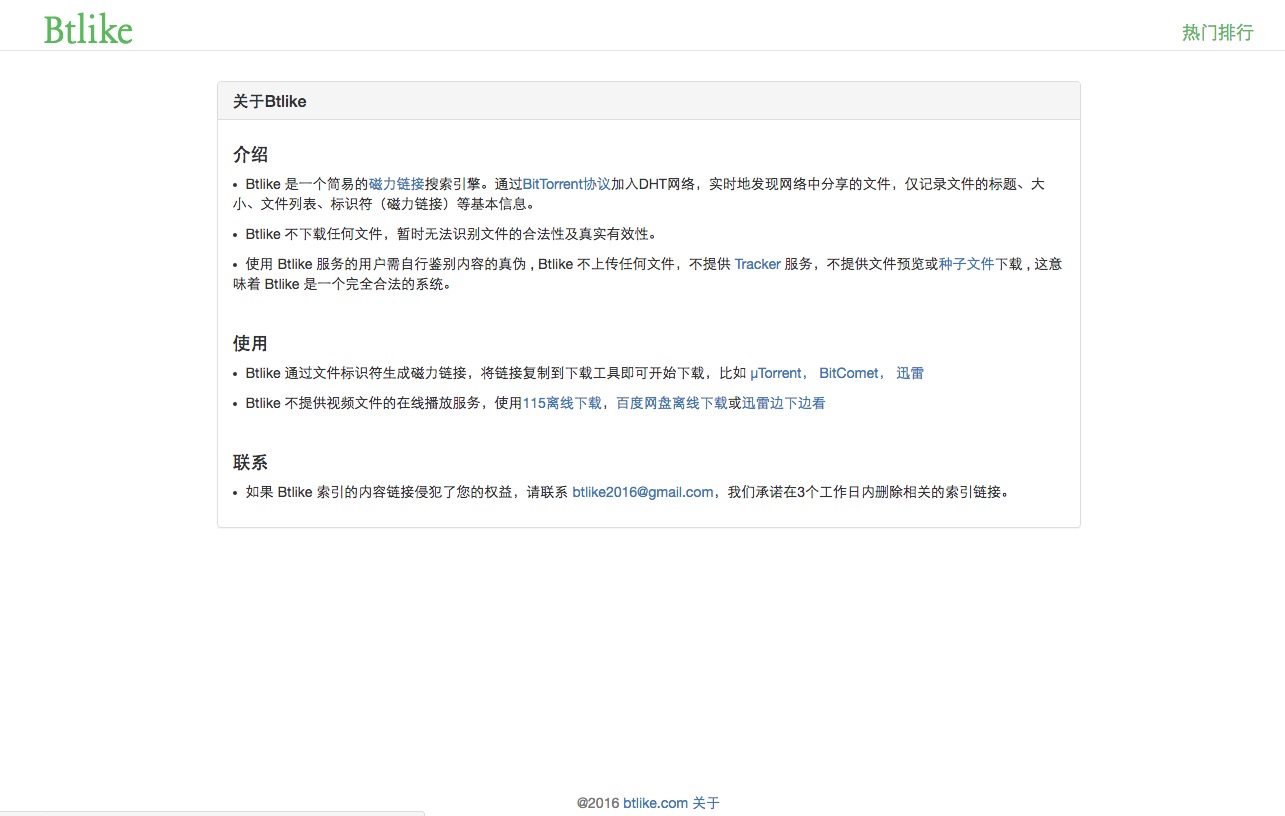 Btlike
热门排行
关于Btlike
介绍
• Btlike 是一个简易的磁力链接搜索引擎。通过BitTorrent协议加入DHT网络，实时地发现网络中分享的文件，仅记录文件的标题、大
小、文件列表、标识符（磁力链接）等基本信息。
• Btlike 不下载任何文件，暂时无法识别文件的合法性及真实有效性。
• 使用 Btlike 服务的用户需自行鉴别内容的真伪 , Btlike 不上传任何文件，不提供 Tracker 服务，不提供文件预览或种子文件下载 , 这意
味着 Btlike 是一个完全合法的系统。
使用
• Btlike 通过文件标识符生成磁力链接，将链接复制到下载工具即可开始下载，比如 μTorrent， BitComet， 迅雷
• Btlike 不提供视频文件的在线播放服务，使用115离线下载，百度网盘离线下载或迅雷边下边看
联系
• 如果 Btlike 索引的内容链接侵犯了您的权益，请联系 btlike2016@gmail.com，我们承诺在3个工作日内删除相关的索引链接。
@2016 btlike.com 关于